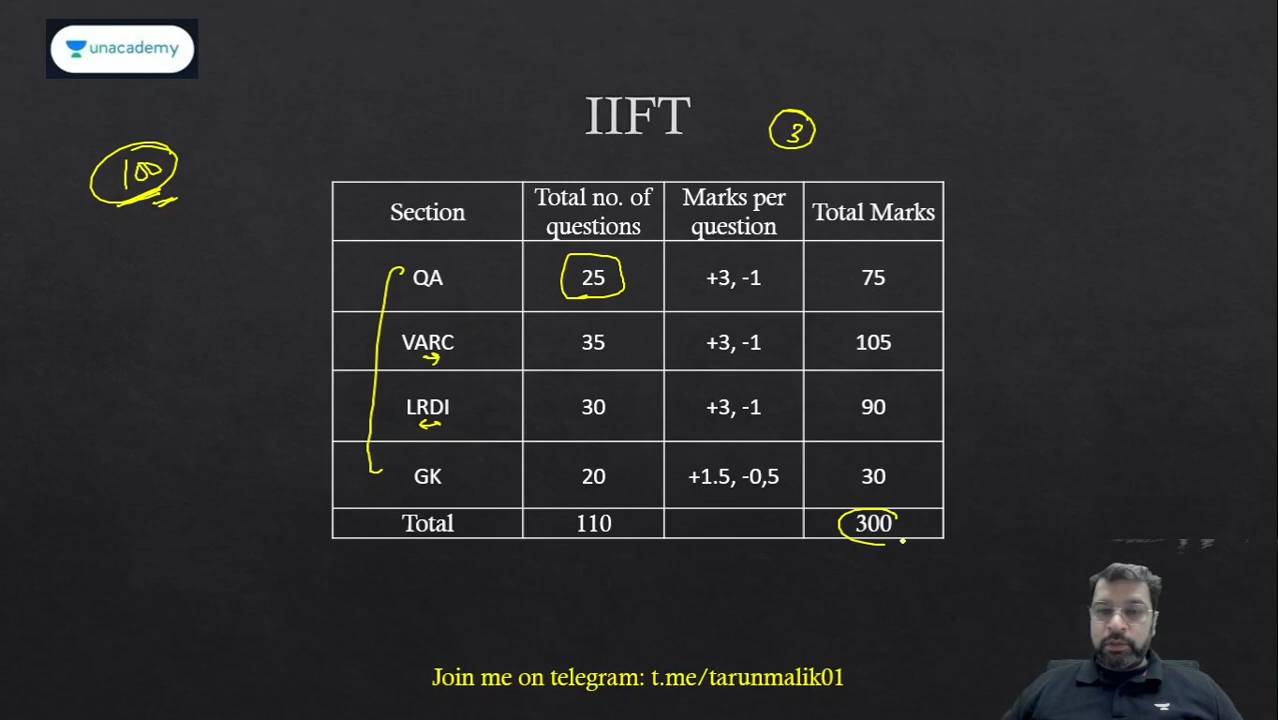 unacademy
IIFT
3
100
Section Total no. of questions Marks per question Total Marks
QA 25 +3, -1 75
VARC 35 +3, -1 105
LRDI 30 +3, -1 90
GK 20 +1.5, -0,5 30
Total 110 300
Join me on telegram: t.me/tarunmalik01